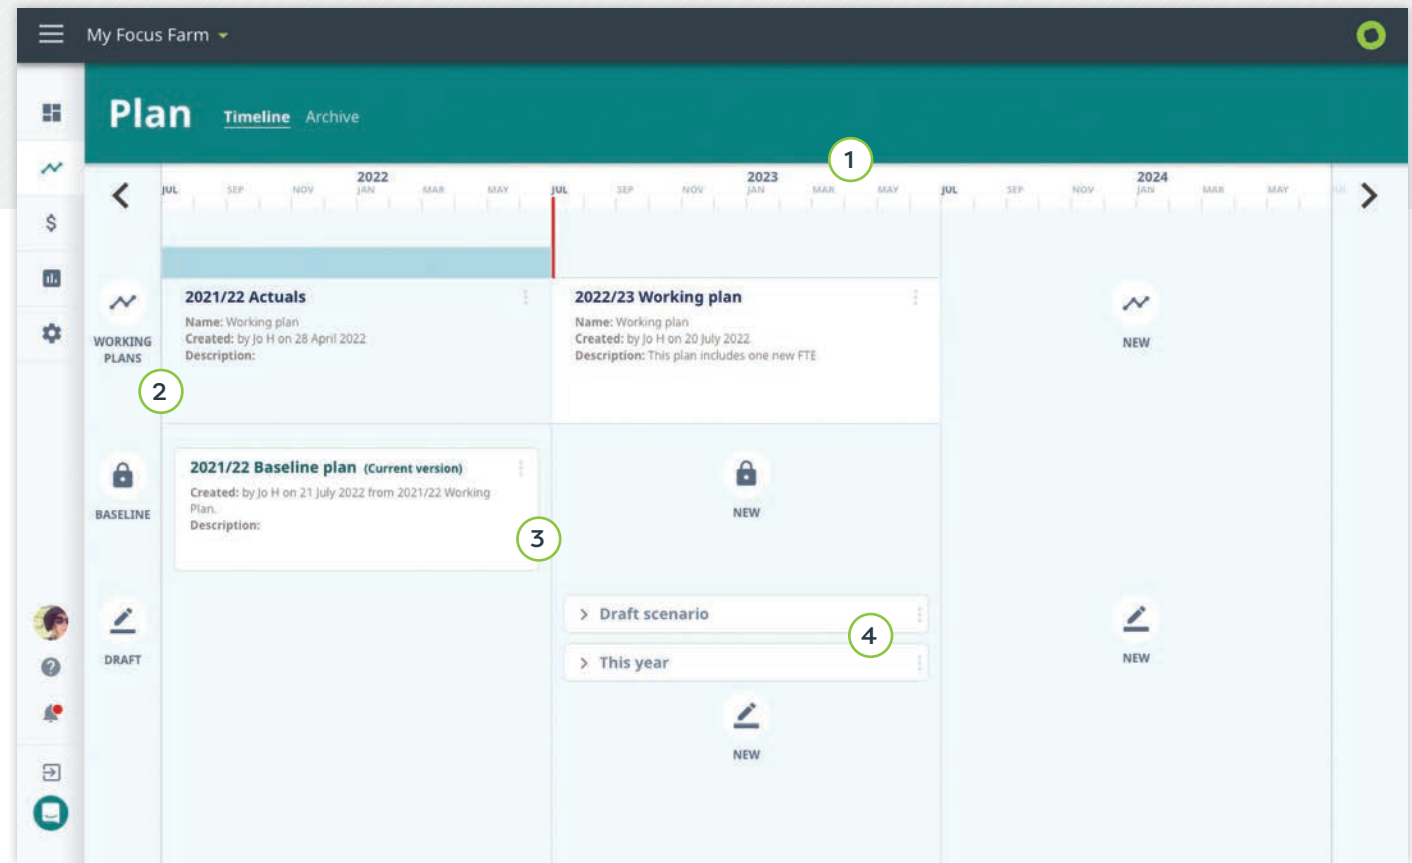 My Focus Farm
Plan
Timeline Archive
1
2022 2023 2024
JUL SEP NOV JAN MAR MAY JUL SEP NOV JAN MAR MAY JUL SEP NOV JAN MAR MAY JUL
$
WORKING
PLANS
2021/22 Actuals
Name: Working plan
Created: by Jo H on 28 April 2022
Description:
2022/23 Working plan
Name: Working plan
Created: by Jo H on 20 July 2022
Description: This plan includes one new FTE
NEW
2
BASELINE
2021/22 Baseline plan (Current version)
Created: by Jo H on 21 July 2022 from 2021/22 Working
Plan.
Description:
NEW
3
DRAFT
Draft scenario
4
This year
NEW
NEW